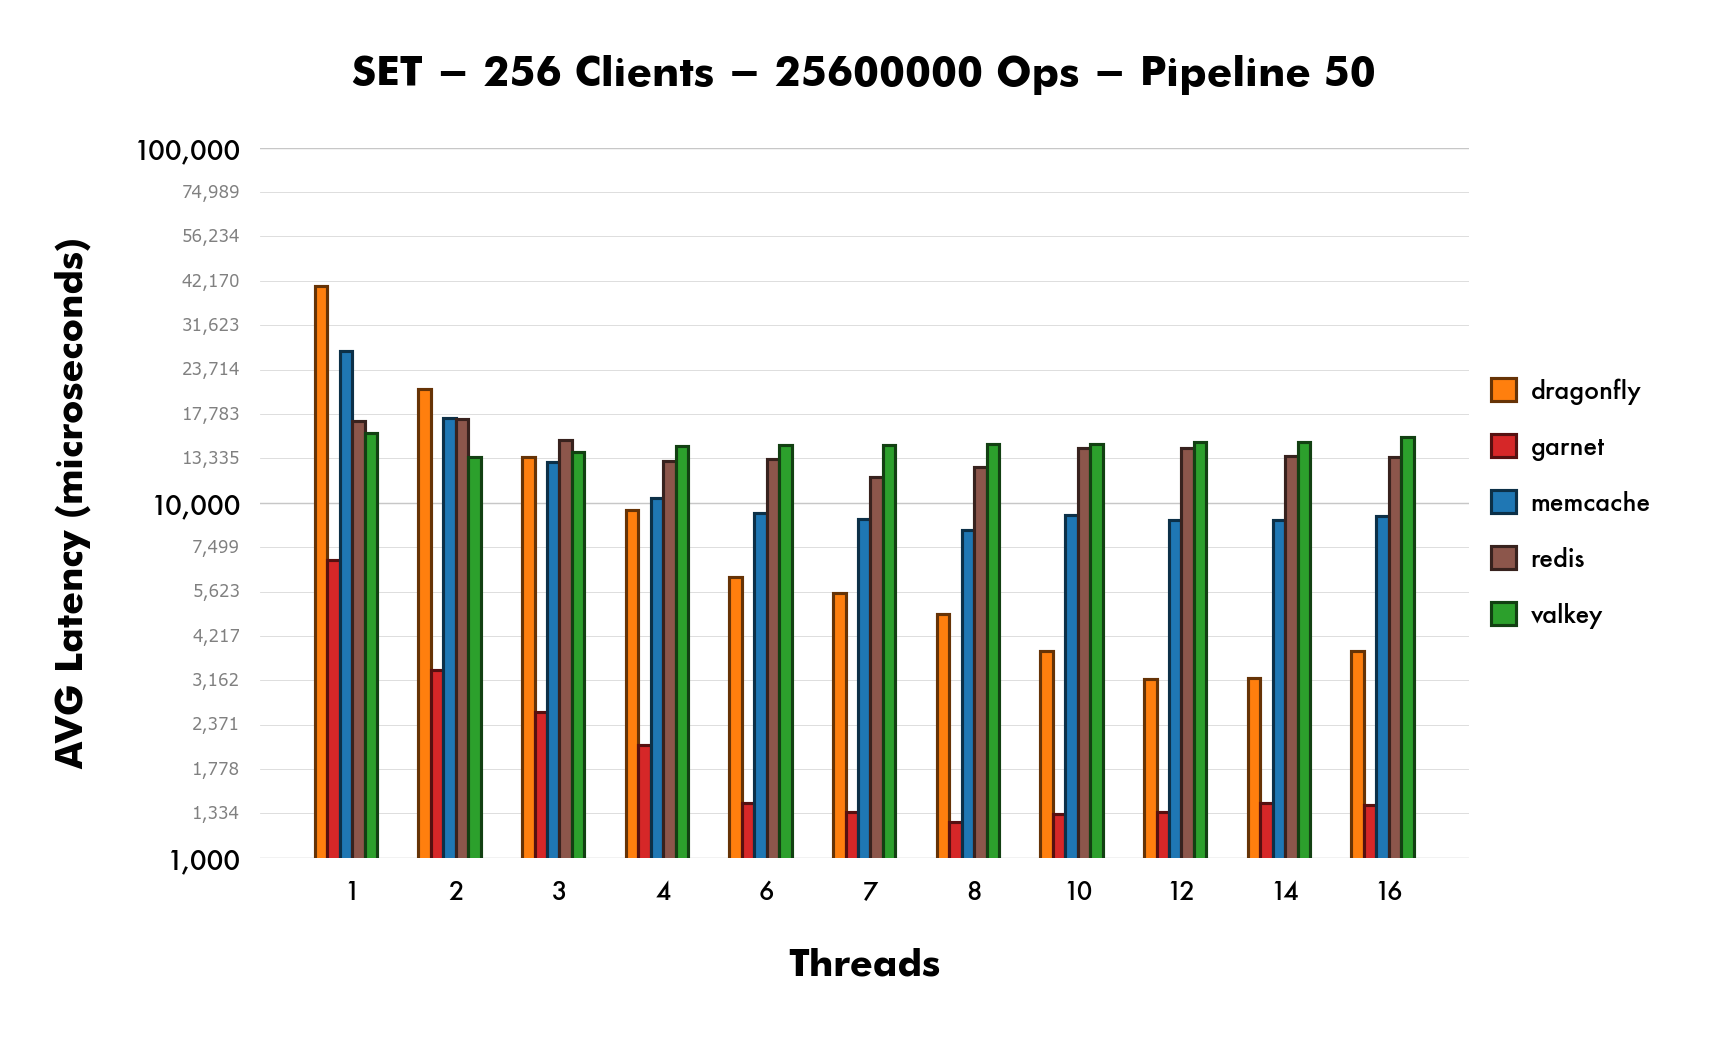 SET – 256 Clients – 25600000 Ops – Pipeline 50
AVG Latency (microseconds)
100,000
74,989
56,234
42,170
31,623
23,714
17,783
13,335
10,000
7,499
5,623
4,217
3,162
2,371
1,778
1,334
1,000
1 2 3 4 6 7 8 10 12 14 16
Threads
dragonfly
garnet
memcache
redis
valkey